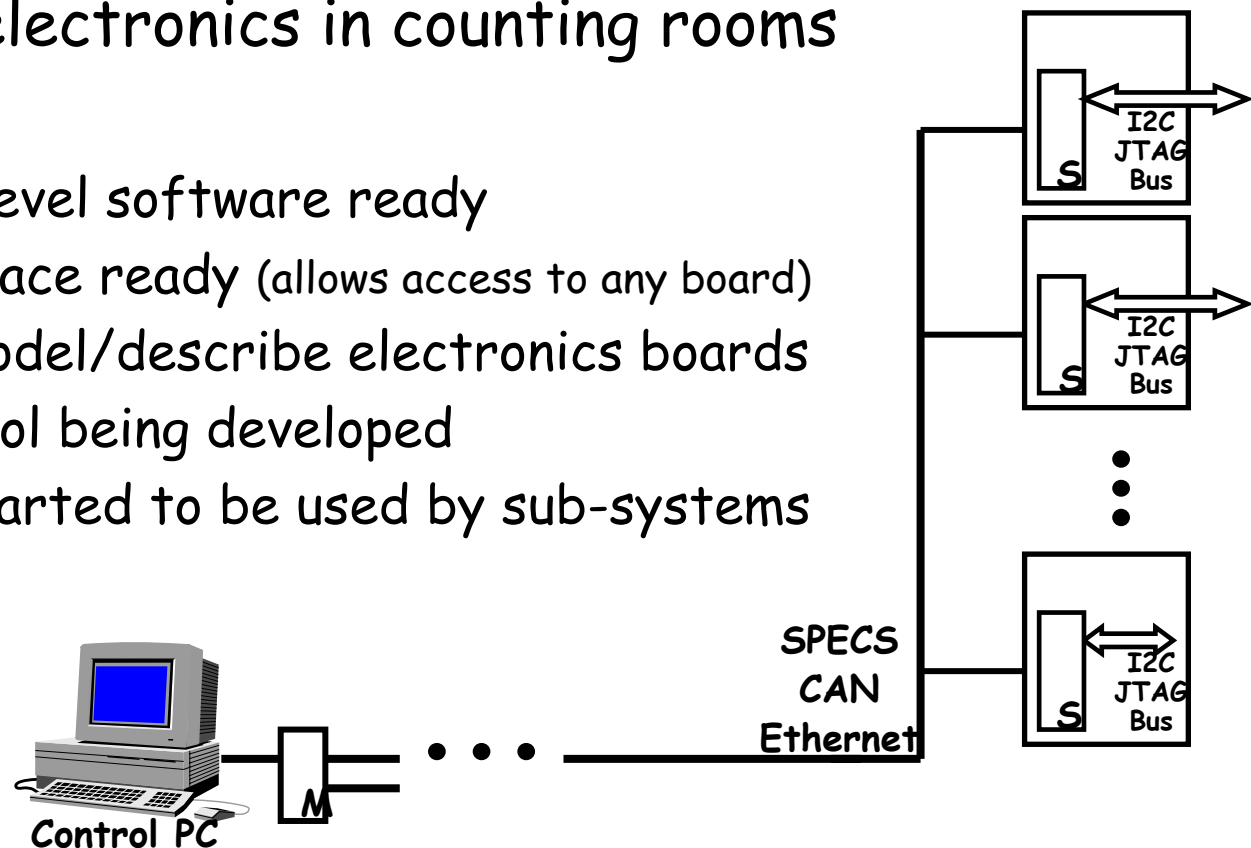 electronics in counting rooms
evel software ready
ace ready (allows access to any board)
odel/describe electronics boards
ol being developed
arted to be used by sub-systems
I2C
JTAG
Bus
S
I2C
JTAG
Bus
S
I2C
JTAG
Bus
S
SPECS
CAN
Ethernet
M
Control PC